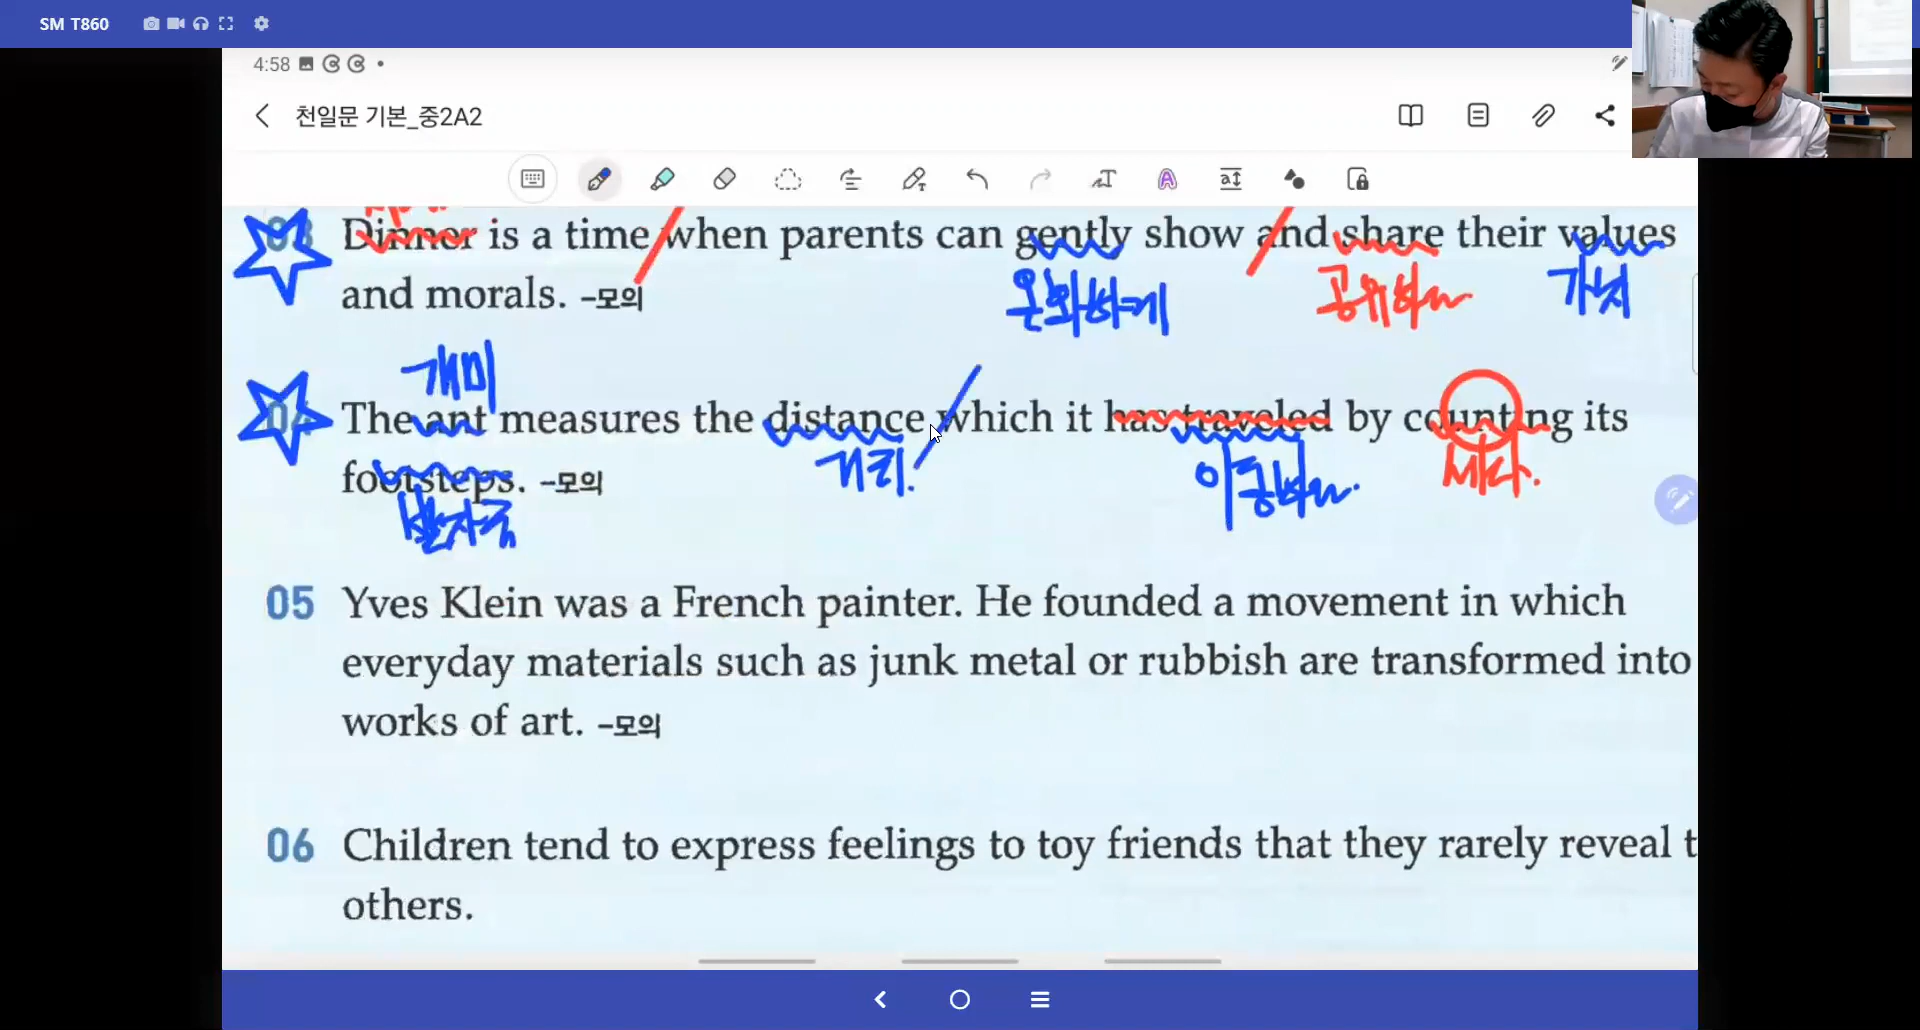 SM T860
4:58
천일문 기본_중2A2
03 Dinner is a time when parents can gently show and share their values
온화하게 공유하다 가치
and morals. –모의
개미
04 The ant measures the distance which it has traveled by counting its
거리. 이동하다. 세다.
footsteps. –모의
발자국
05 Yves Klein was a French painter. He founded a movement in which
everyday materials such as junk metal or rubbish are transformed into
works of art. –모의
06 Children tend to express feelings to toy friends that they rarely reveal t
others.